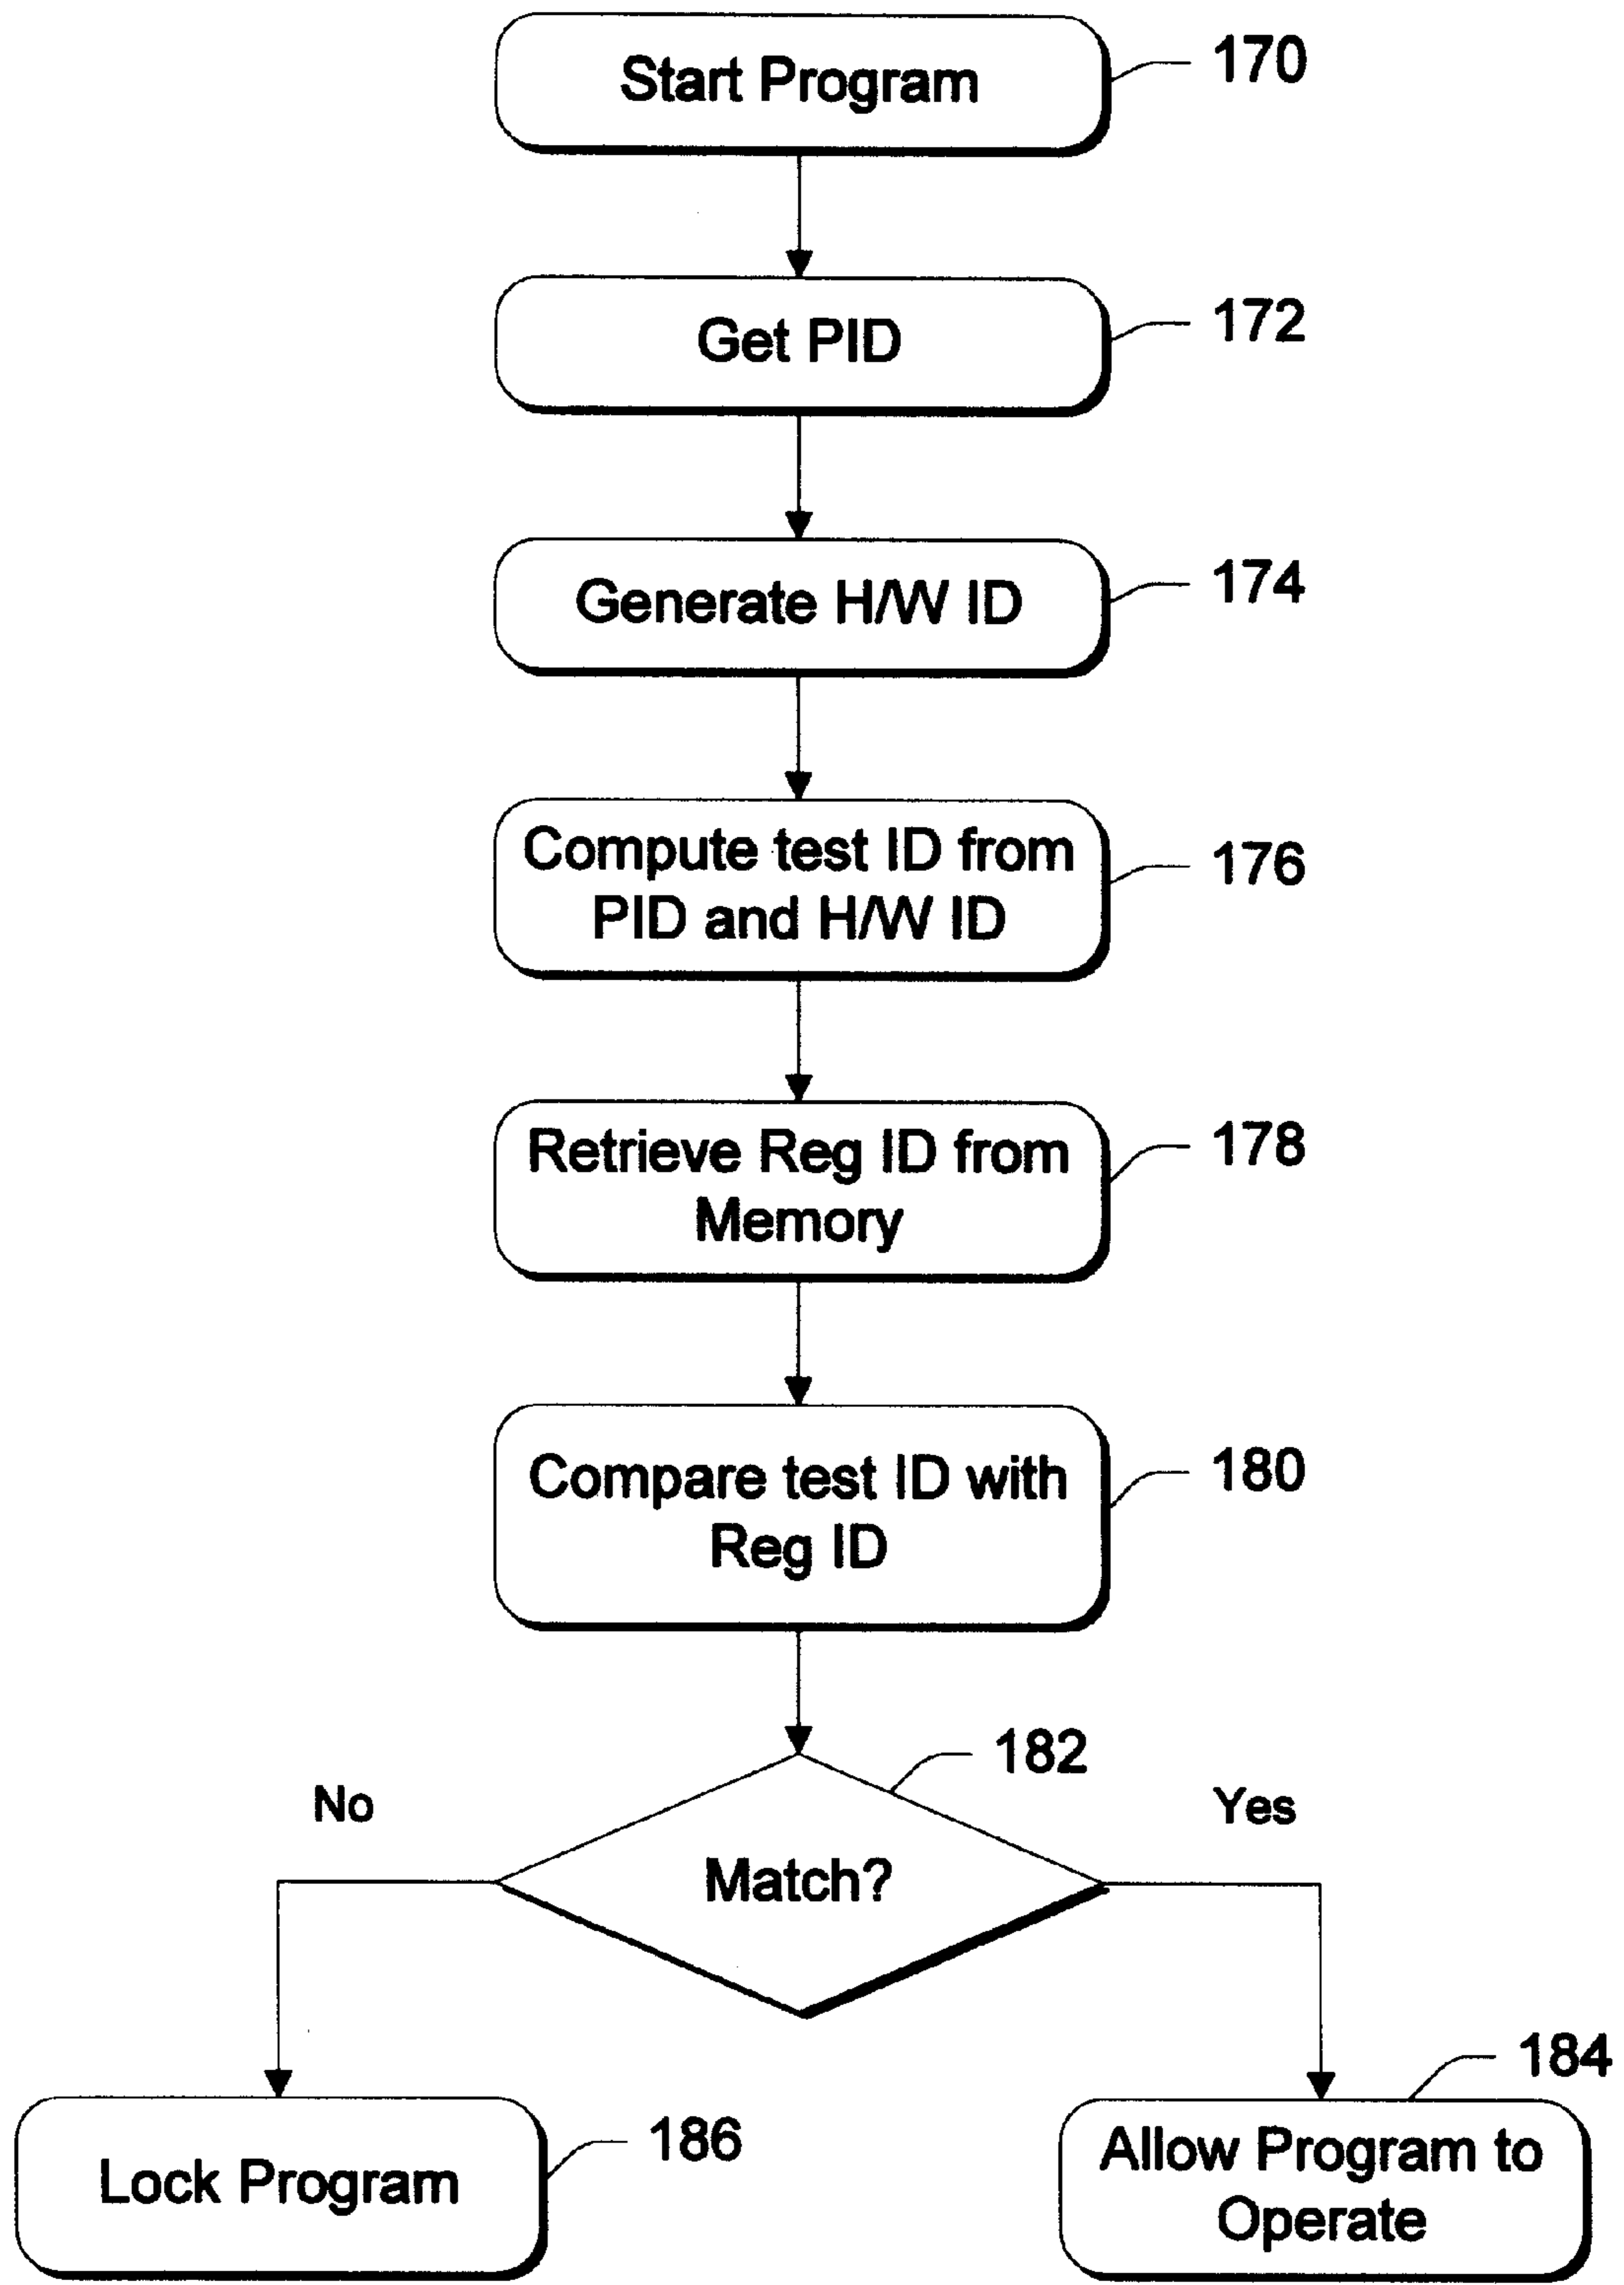 Start Program
170
Get PID
172
Generate H/W ID
174
Compute test ID from
PID and H/W ID
176
Retrieve Reg ID from
Memory
178
Compare test ID with
Reg ID
180
182
No
Yes
Match?
184
186
Lock Program
Allow Program to
Operate